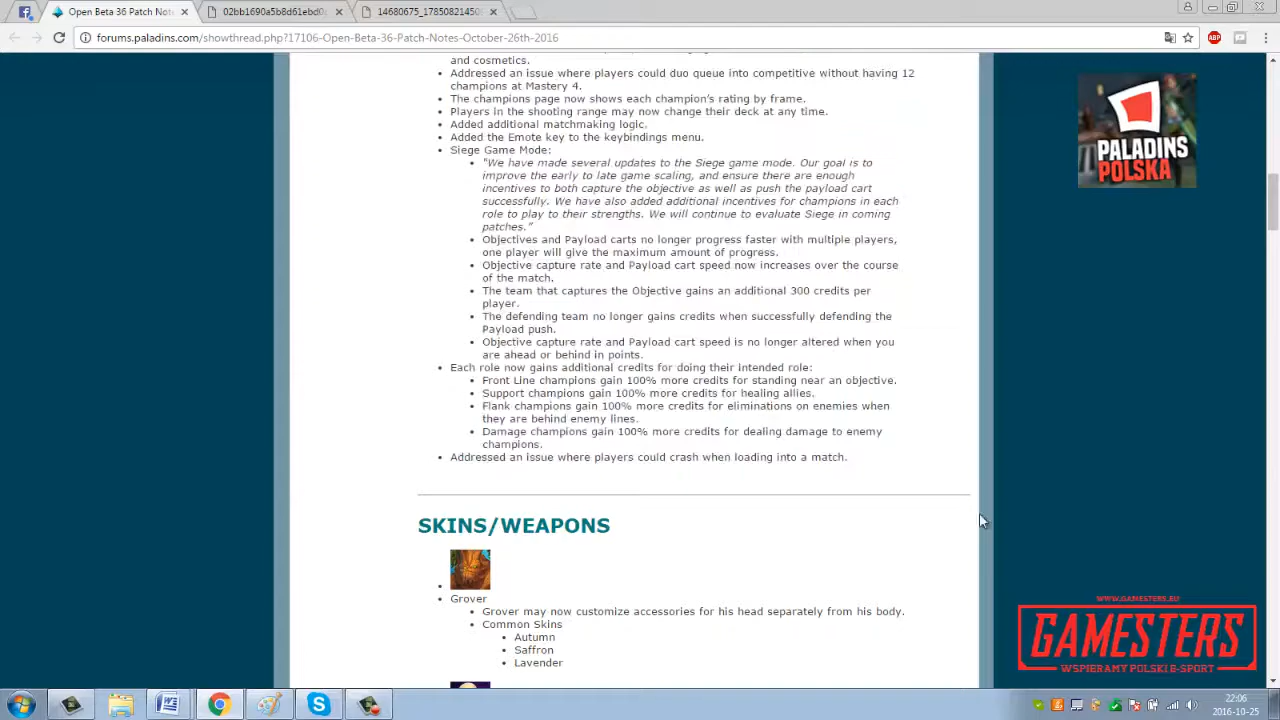 Open Beta 36 Patch Not
02bb1690a5b8d61ebd0
14680675_1785082145
forums.paladins.com/showthread.php?17106-Open-Beta-36-Patch-Notes-October-26th-2016
ABP
and cosmetics.
Addressed an issue where players could duo queue into competitive without having 12
champions at Mastery 4.
The champions page now shows each champion's rating by frame.
Players in the shooting range may now change their deck at any time.
Added additional matchmaking logic.
Added the Emote key to the keybindings menu.
Siege Game Mode:
"We have made several updates to the Siege game mode. Our goal is to
improve the early to late game scaling, and ensure there are enough
incentives to both capture the objective as well as push the payload cart
successfully. We have also added additional incentives for champions in each
role to play to their strengths. We will continue to evaluate Siege in coming
patches."
Objectives and Payload carts no longer progress faster with multiple players,
one player will give the maximum amount of progress.
Objective capture rate and Payload cart speed now increases over the course
of the match.
The team that captures the Objective gains an additional 300 credits per
player.
The defending team no longer gains credits when successfully defending the
Payload push.
Objective capture rate and Payload cart speed is no longer altered when you
are ahead or behind in points.
Each role now gains additional credits for doing their intended role:
Front Line champions gain 100% more credits for standing near an objective.
Support champions gain 100% more credits for healing allies.
Flank champions gain 100% more credits for eliminations on enemies when
they are behind enemy lines.
Damage champions gain 100% more credits for dealing damage to enemy
champions.
Addressed an issue where players could crash when loading into a match.
SKINS/WEAPONS
Grover
Grover may now customize accessories for his head separately from his body.
Common Skins
Autumn
Saffron
Lavender
PALADINS
POLSKA
WWW.GAMESTERS.EU
GAMESTERS
WSPIERAMY POLSKI E-SPORT
22:06
2016-10-25